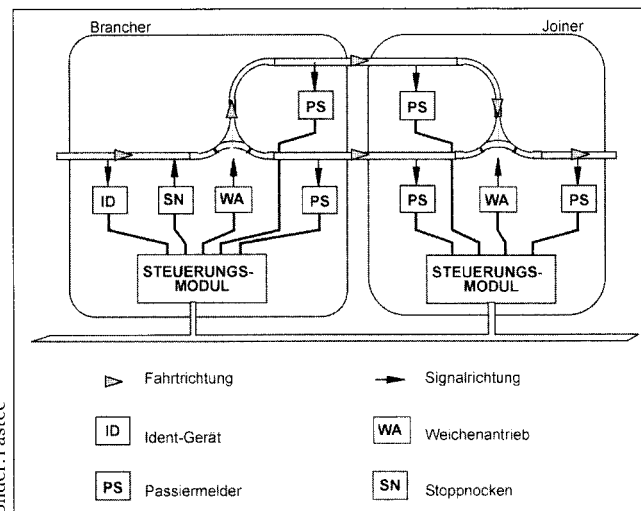 Brancher
Joiner
PS
PS
ID
SN
WA
PS
PS
WA
PS
STEUERUNGS-
MODUL
STEUERUNGS-
MODUL
Fahrtrichtung
Signalrichtung
ID Ident-Gerät
WA Weichenantrieb
PS Passiermelder
SN Stoppnocken